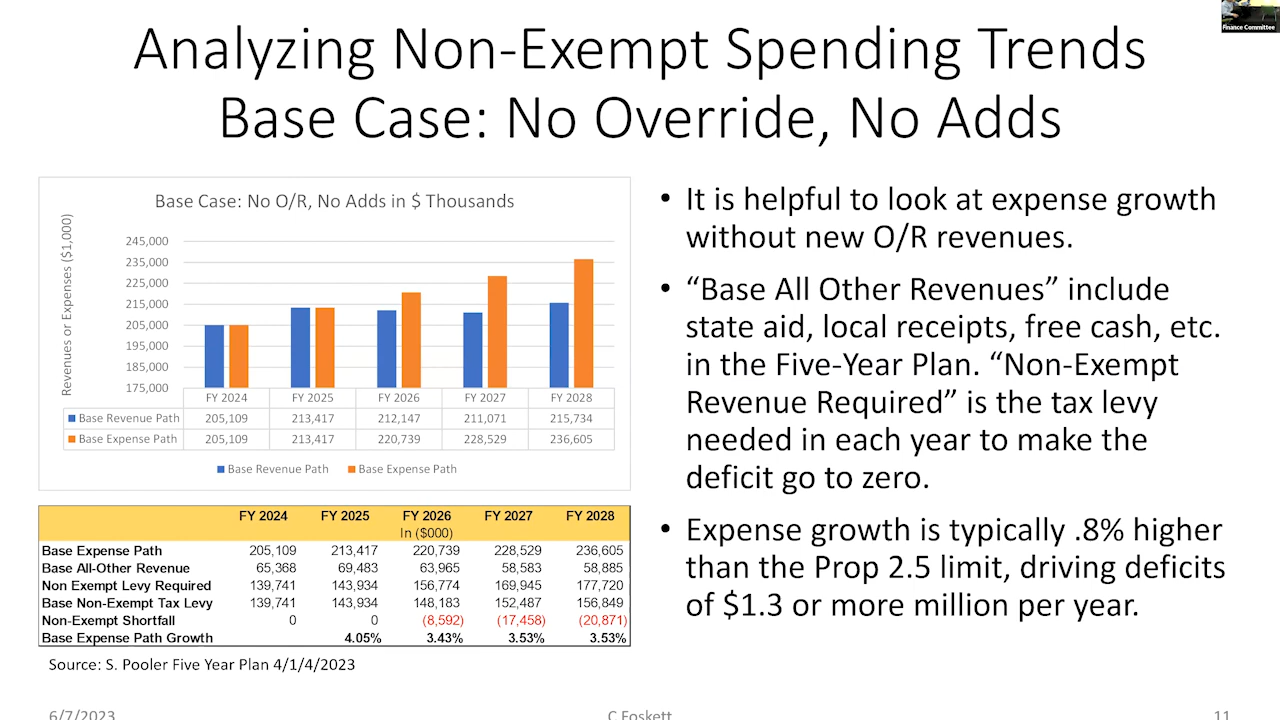 Finance Committee
Analyzing Non-Exempt Spending Trends
Base Case: No Override, No Adds
Base Case: No O/R, No Adds in $ Thousands
Revenues or Expenses ($1,000)
245,000
235,000
225,000
215,000
205,000
195,000
185,000
175,000
FY 2024 FY 2025 FY 2026 FY 2027 FY 2028
Base Revenue Path 205,109 213,417 212,147 211,071 215,734
Base Expense Path 205,109 213,417 220,739 228,529 236,605
Base Revenue Path Base Expense Path
FY 2024 FY 2025 FY 2026 FY 2027 FY 2028
In ($000)
Base Expense Path 205,109 213,417 220,739 228,529 236,605
Base All-Other Revenue 65,368 69,483 63,965 58,583 58,885
Non Exempt Levy Required 139,741 143,934 156,774 169,945 177,720
Base Non-Exempt Tax Levy 139,741 143,934 148,183 152,487 156,849
Non-Exempt Shortfall 0 0 (8,592) (17,458) (20,871)
Base Expense Path Growth 4.05% 3.43% 3.53% 3.53%
Source: S. Pooler Five Year Plan 4/1/4/2023
• It is helpful to look at expense growth
without new O/R revenues.
• “Base All Other Revenues” include
state aid, local receipts, free cash, etc.
in the Five-Year Plan. “Non-Exempt
Revenue Required” is the tax levy
needed in each year to make the
deficit go to zero.
• Expense growth is typically .8% higher
than the Prop 2.5 limit, driving deficits
of $1.3 or more million per year.
6/7/2023 C Foskett 11